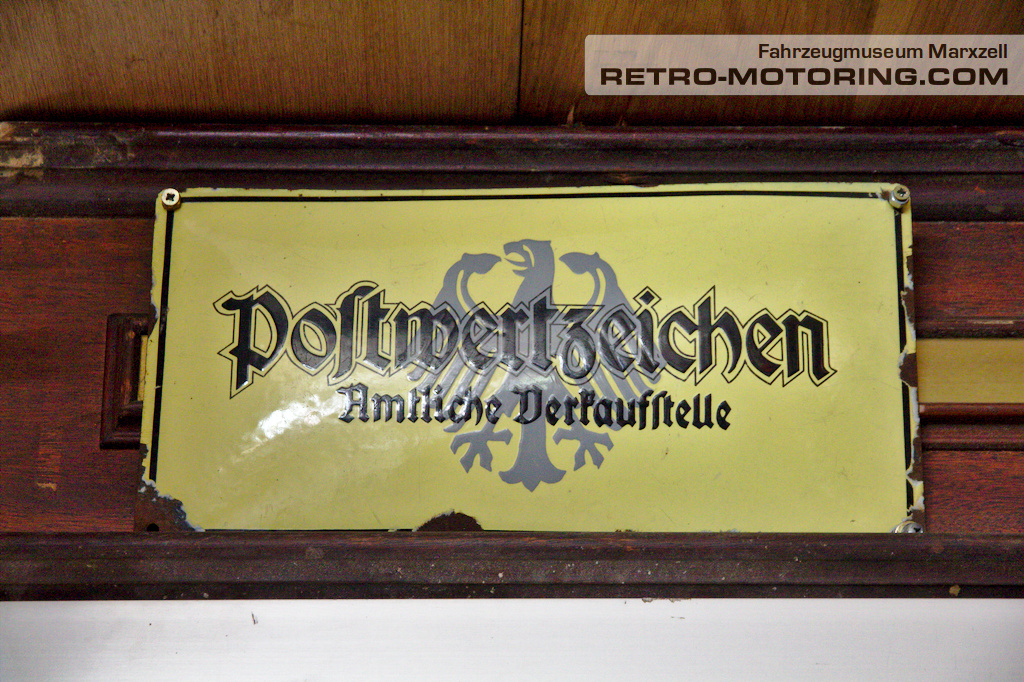 Fahrzeugmuseum Marxzell
RETRO-MOTORING.COM
Poſtwertzeichen
Amtliche Verkaufſtelle